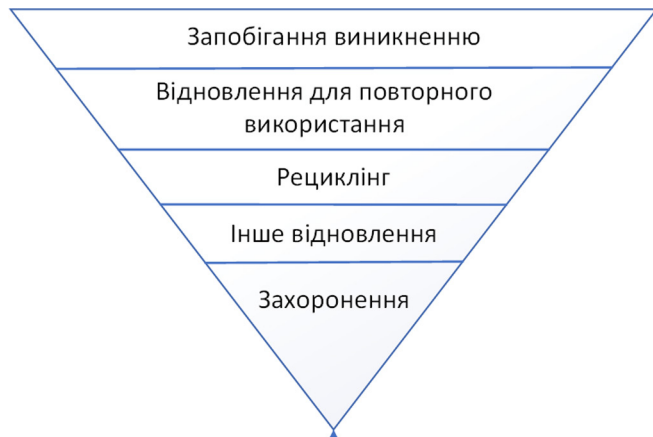 Запобігання виникненню
Відновлення для повторного
використання
Рециклінг
Інше відновлення
Захоронення